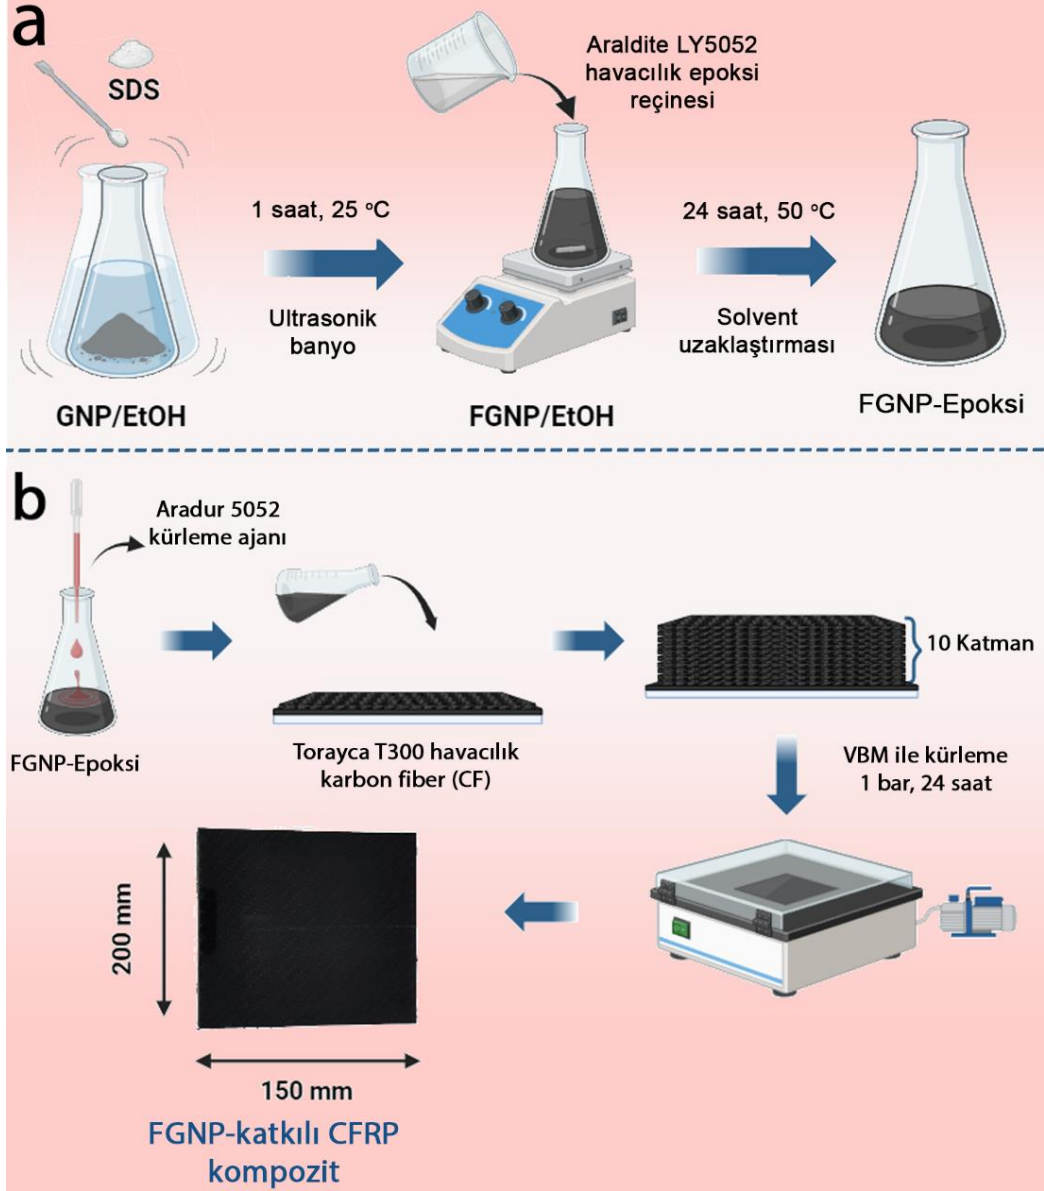 a
SDS
Araldite LY5052
havacılık epoksi
reçinesi
1 saat, 25 °C
24 saat, 50 °C
Ultrasonik
banyo
Solvent
uzaklaştırması
GNP/EtOH
FGNP/EtOH
FGNP-Epoksi
b
Aradur 5052
kürleme ajanı
10 Katman
FGNP-Epoksi
Torayca T300 havacılık
karbon fiber (CF)
VBM ile kürleme
1 bar, 24 saat
200 mm
150 mm
FGNP-katkılı CFRP
kompozit